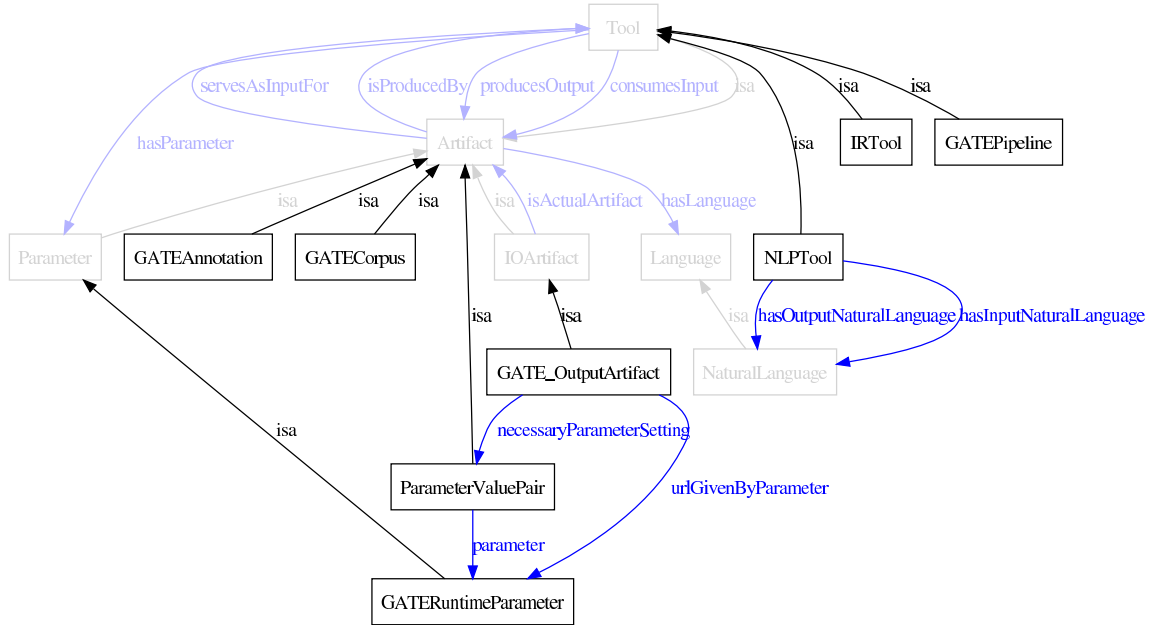 Tool
servesAsInputFor
isProducedBy
producesOutput
consumesInput
isa
isa
isa
hasParameter
Artifact
isa
IRTool
GATEPipeline
isa
isa
isa
isa
isActualArtifact
hasLanguage
Parameter
GATEAnnotation
GATECorpus
IOArtifact
Language
NLPTool
isa
isa
isa
hasOutputNaturalLanguage
hasInputNaturalLanguage
GATE_OutputArtifact
NaturalLanguage
isa
necessaryParameterSetting
ParameterValuePair
urlGivenByParameter
parameter
GATERuntimeParameter